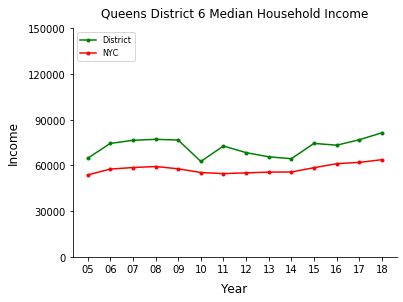 Queens District 6 Median Household Income
150000
120000
90000
60000
30000
0
Income
District
NYC
05 06 07 08 09 10 11 12 13 14 15 16 17 18
Year